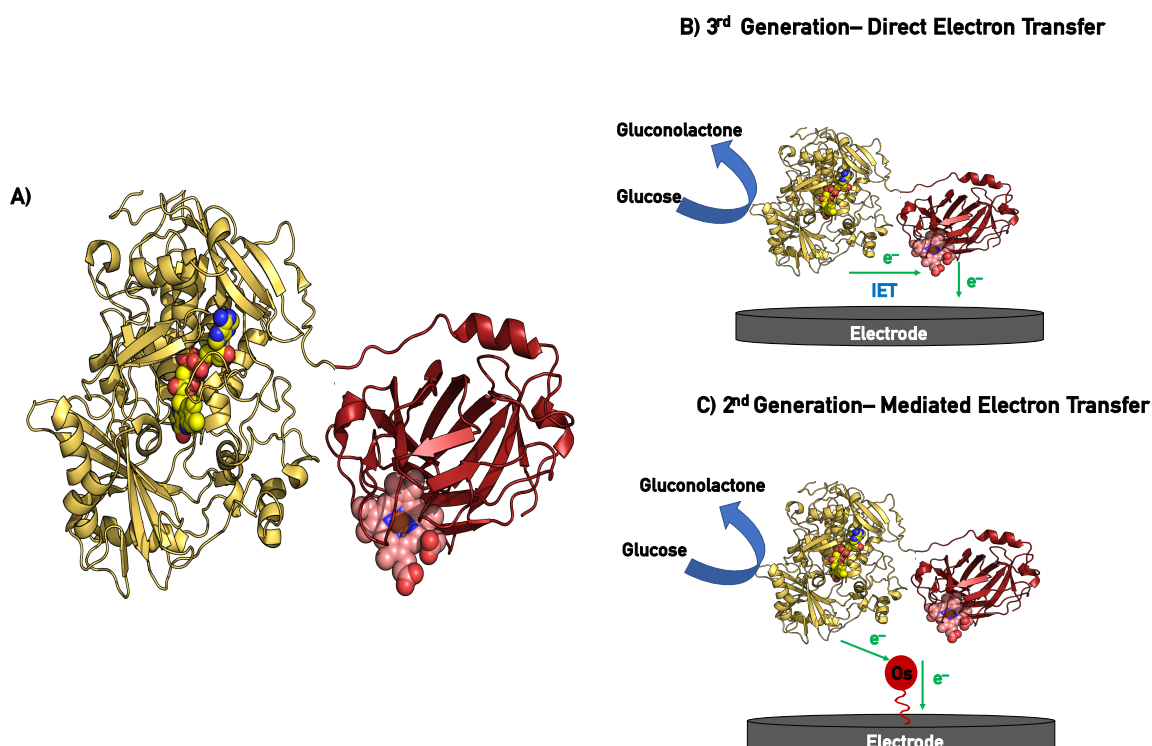 A)
B) 3rd Generation– Direct Electron Transfer
Gluconolactone
Glucose
e–
IET
e–
Electrode
C) 2nd Generation– Mediated Electron Transfer
Gluconolactone
Glucose
e–
Os
e–
Electrode